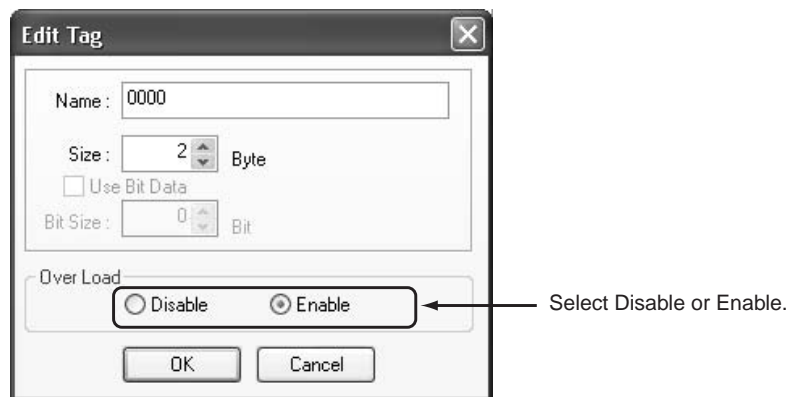 Edit Tag
Name : 0000
Size : 2 Byte
Use Bit Data
Bit Size : 0 Bit
Over Load
Disable Enable
Select Disable or Enable.
OK Cancel